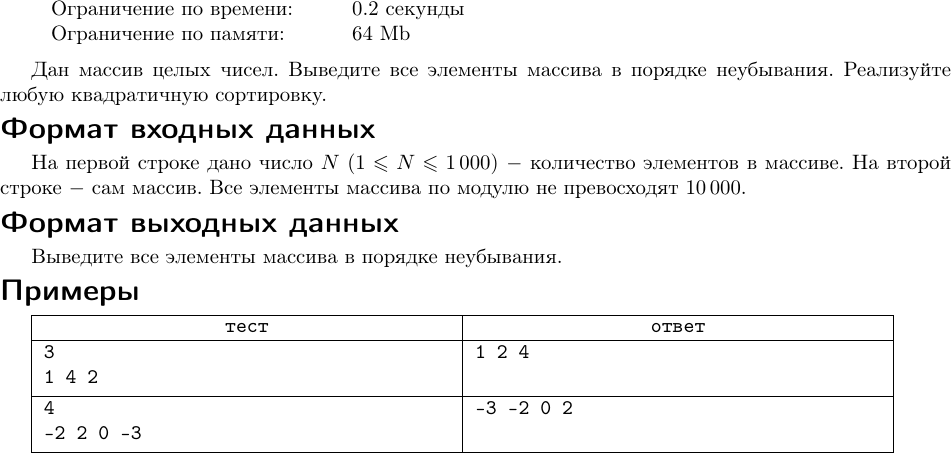 Ограничение по времени: 0.2 секунды
Ограничение по памяти: 64 Mb
Дан массив целых чисел. Выведите все элементы массива в порядке неубывания. Реализуйте
любую квадратичную сортировку.
Формат входных данных
На первой строке дано число N (1 ⩽ N ⩽ 1 000) − количество элементов в массиве. На второй
строке − сам массив. Все элементы массива по модулю не превосходят 10 000.
Формат выходных данных
Выведите все элементы массива в порядке неубывания.
Примеры
тест ответ
3 1 2 4
1 4 2
4 -3 -2 0 2
-2 2 0 -3